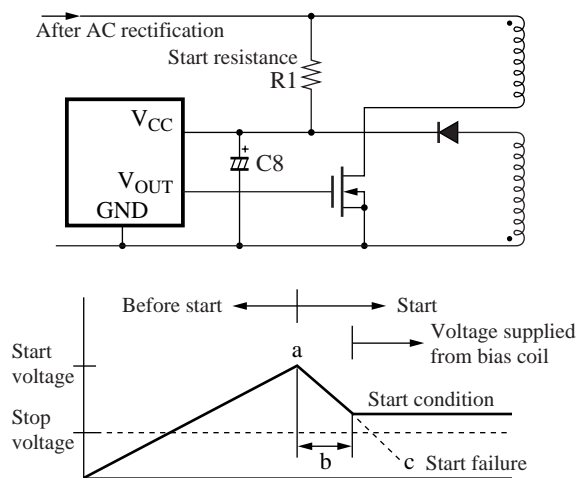 After AC rectification
Start resistance
R1
VCC
+
C8
VOUT
GND
Before start
Start
Voltage supplied
from bias coil
a
Start
voltage
Start condition
Stop
voltage
b
c
Start failure